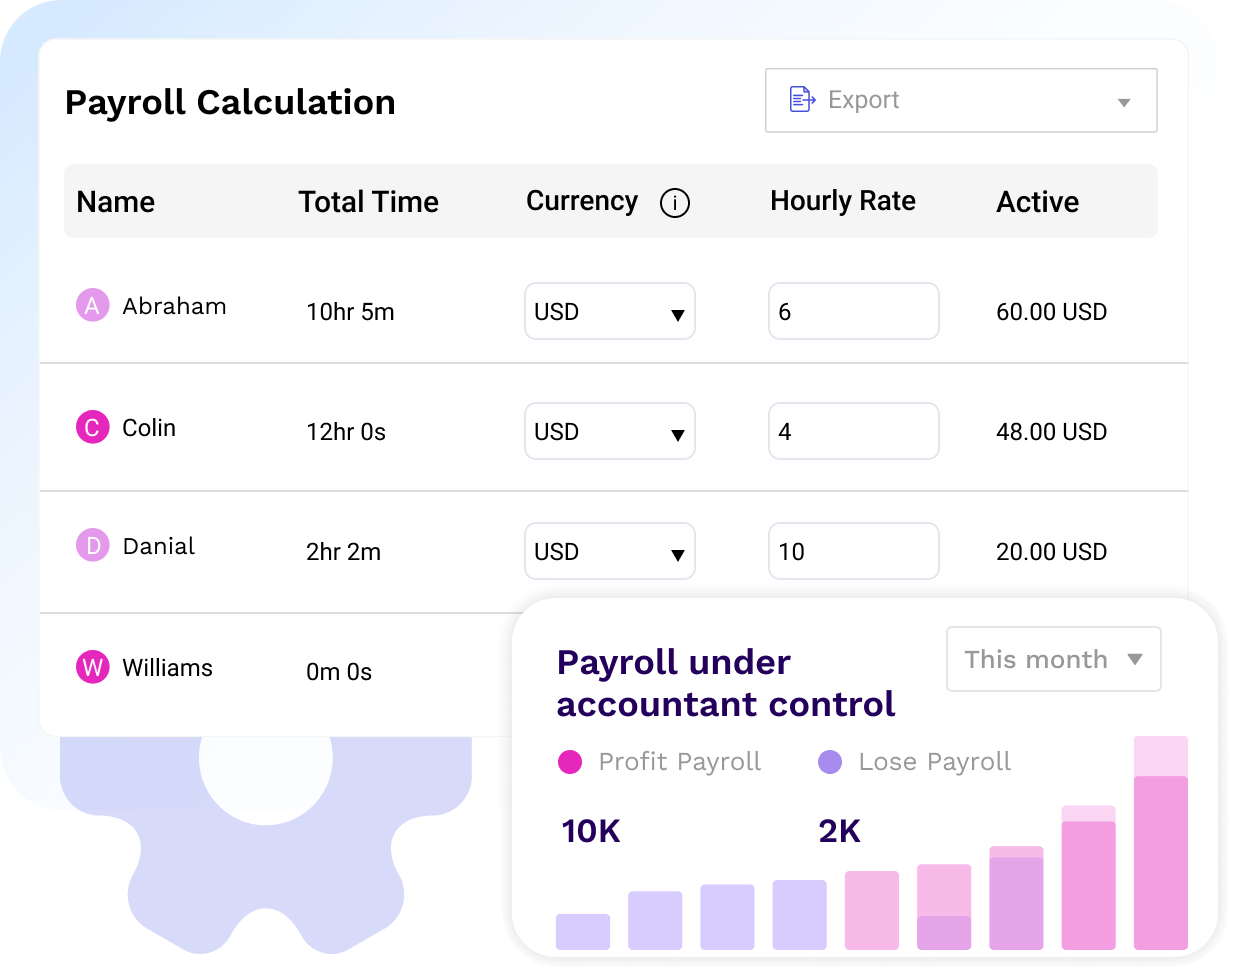 Payroll Calculation
Export
Name Total Time Currency i Hourly Rate Active
A Abraham 10hr 5m USD 6 60.00 USD
C Colin 12hr 0s USD 4 48.00 USD
D Danial 2hr 2m USD 10 20.00 USD
W Williams 0m 0s
Payroll under
accountant control
This month
Profit Payroll Lose Payroll
10K 2K